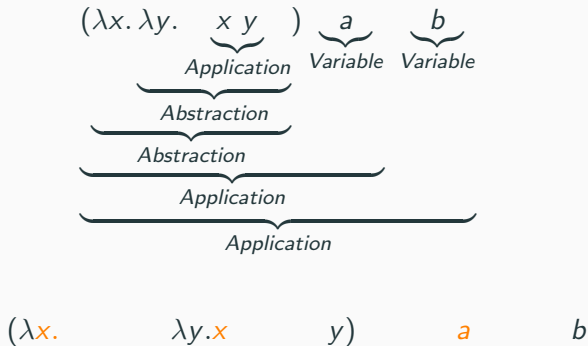 (λx. λy. x y ) a b
Application Variable Variable
Abstraction
Abstraction
Application
Application
(λx. λy.x y) a b